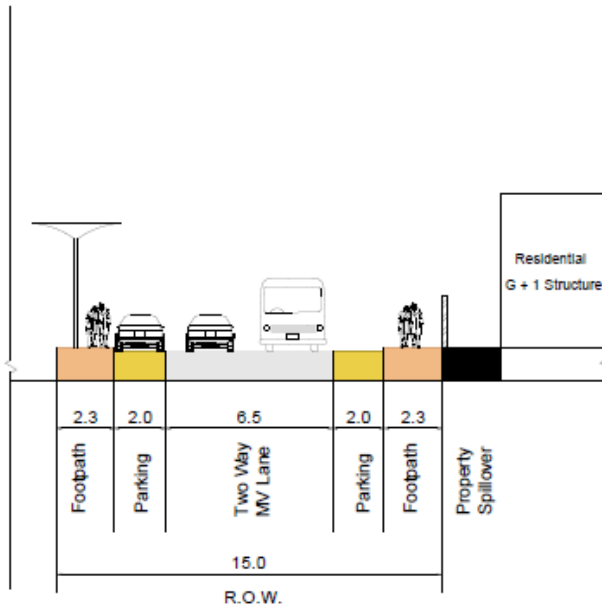 Residential
G + 1 Structure
2.3
2.0
6.5
2.0
2.3
Footpath
Parking
Two Way
MV Lane
Parking
Footpath
Property
Spillover
15.0
R.O.W.